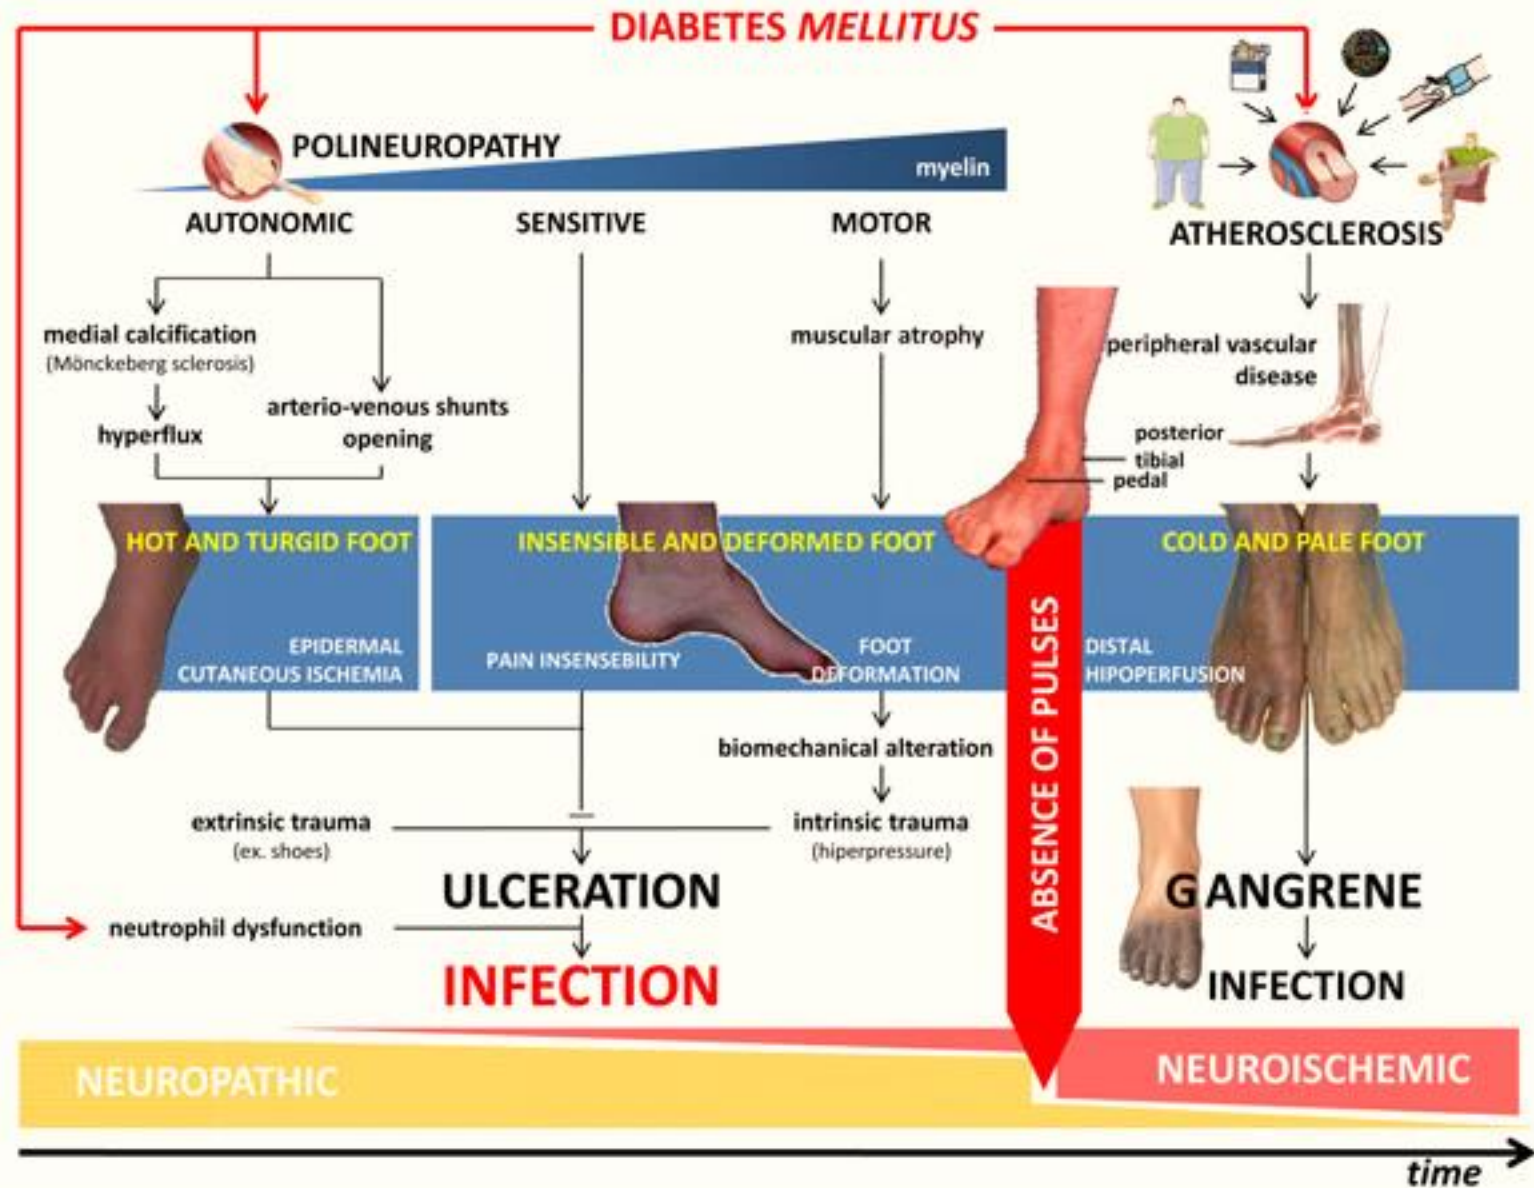 DIABETES MELLITUS
POLINEUROPATHY
myelin
AUTONOMIC
SENSITIVE
MOTOR
ATHEROSCLEROSIS
medial calcification
(Mönckeberg sclerosis)
hyperflux
arterio-venous shunts
opening
muscular atrophy
peripheral vascular
disease
posterior
tibial
pedal
HOT AND TURGID FOOT
EPIDERMAL
CUTANEOUS ISCHEMIA
INSENSIBLE AND DEFORMED FOOT
PAIN INSENSEBILITY
FOOT
DEFORMATION
COLD AND PALE FOOT
DISTAL
HIPOPERFUSION
ABSENCE OF PULSES
biomechanical alteration
extrinsic trauma
(ex. shoes)
intrinsic trauma
(hiperpressure)
ULCERATION
neutrophil dysfunction
INFECTION
GANGRENE
INFECTION
NEUROPATHIC
NEUROISCHEMIC
time